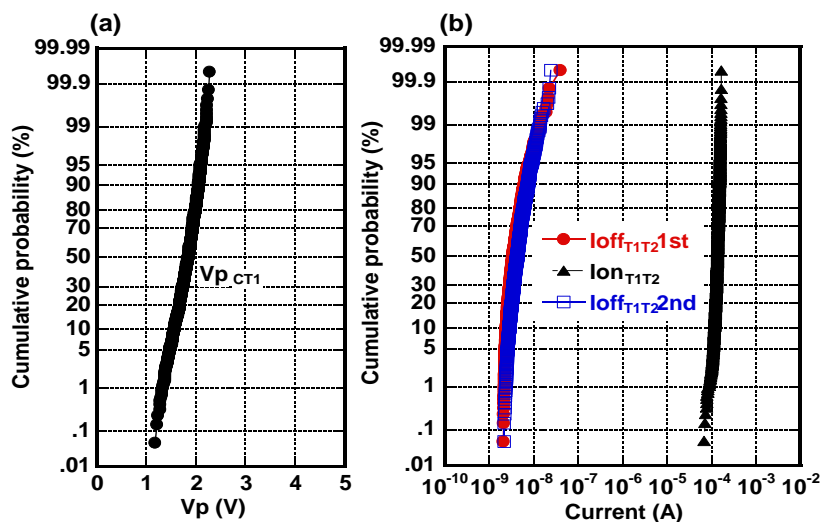 (a)
Cumulative probability (%)
99.99
99.9
99
95
90
80
70
50
30
20
10
5
1
.1
.01
Vp CT1
0 1 2 3 4 5
Vp (V)
(b)
Cumulative probability (%)
99.99
99.9
99
95
90
80
70
50
30
20
10
5
1
.1
.01
IoffT1T21st
IonT1T2
IoffT1T22nd
10-10 10-9 10-8 10-7 10-6 10-5 10-4 10-3 10-2
Current (A)